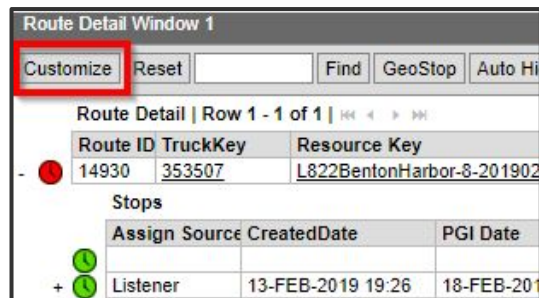 Route Detail Window 1
Customize Reset Find GeoStop Auto Hi
Route Detail | Row 1 - 1 of 1 |
Route ID TruckKey Resource Key
- 14930 353507 L822BentonHarbor-8-201902
Stops
Assign Source CreatedDate PGI Date
+ Listener 13-FEB-2019 19:26 18-FEB-201